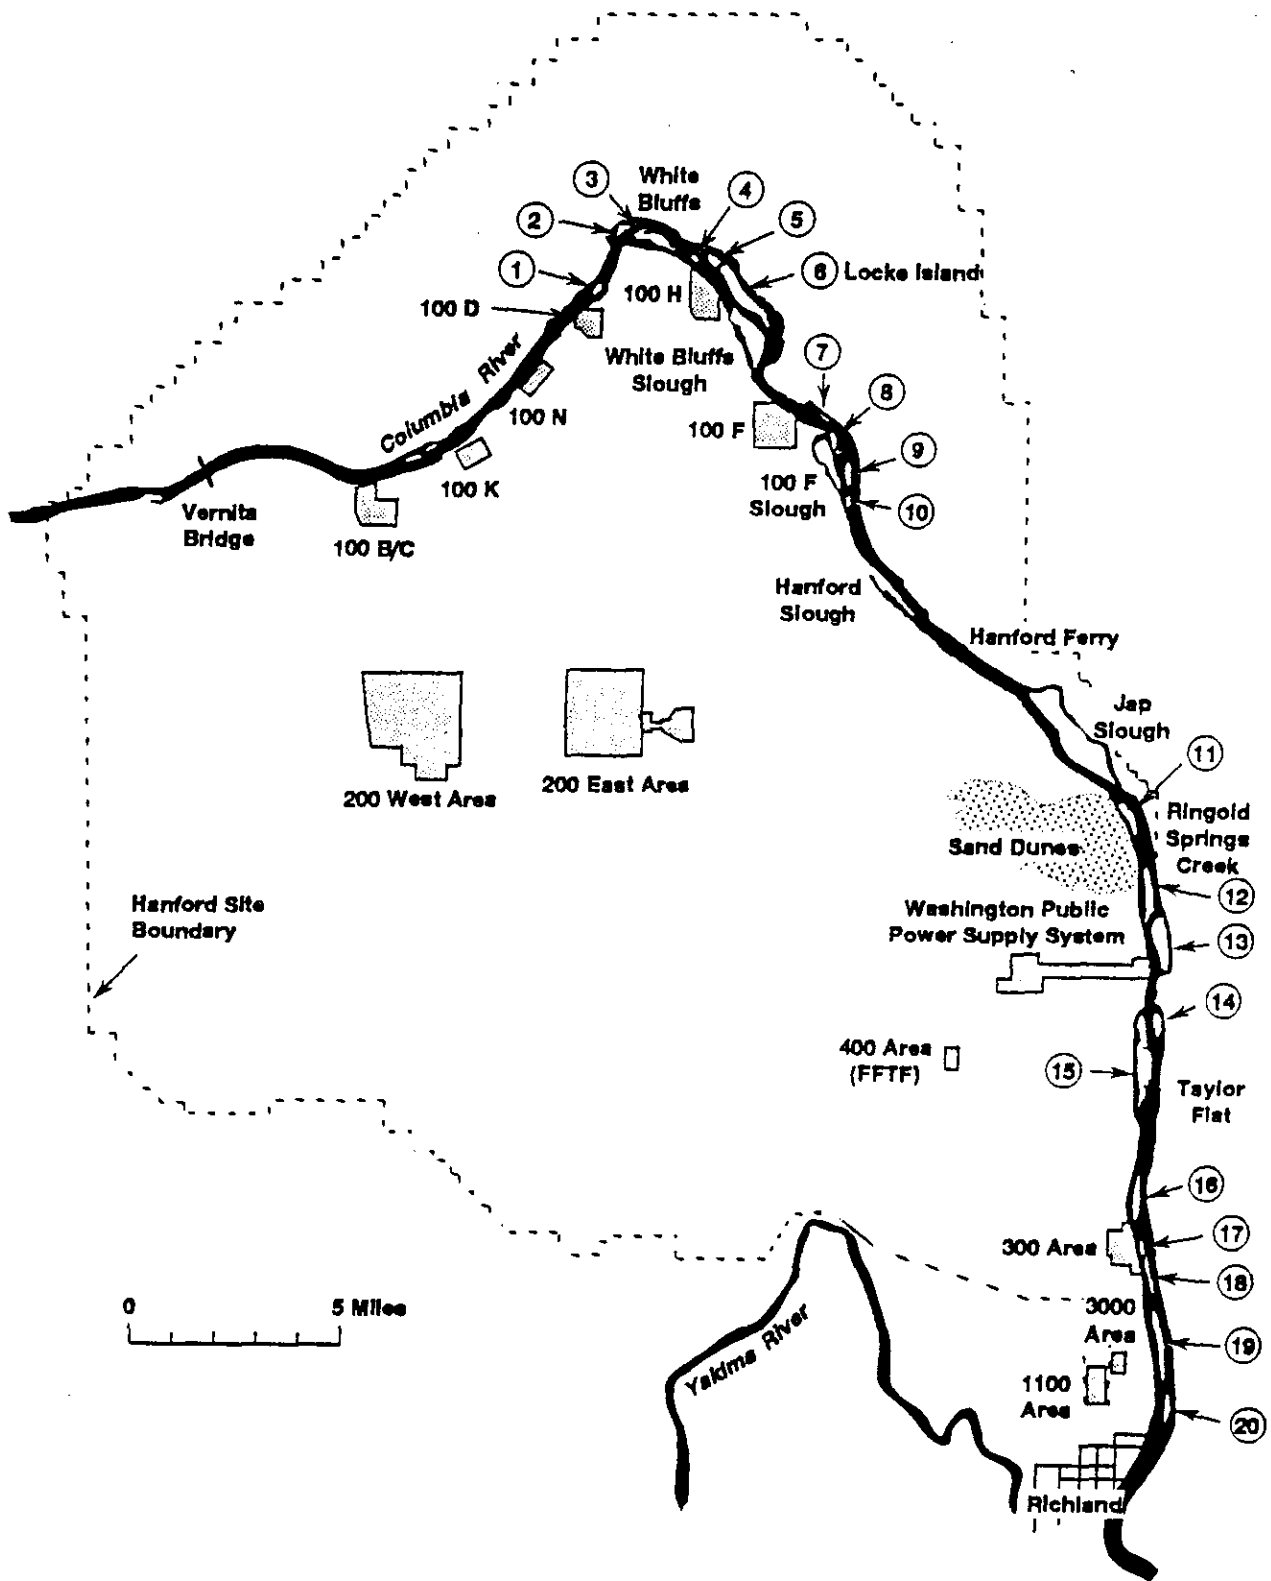 3
White
Bluffs
4
2
5
1
6
Locke Island
100 H
100 D
Columbia River
White Bluffs
Slough
7
8
100 N
100 F
9
100 K
100 F
Slough
10
Vernita
Bridge
100 B/C
Hanford
Slough
Hanford Ferry
Jap
Slough
11
200 West Area
200 East Area
Ringold
Springs
Creek
Sand Dunes
12
Hanford Site
Boundary
Washington Public
Power Supply System
13
14
400 Area
(FFTF)
15
Taylor
Flat
16
300 Area
17
18
0
5 Miles
3000
Area
Yakima River
19
1100
Area
20
Richland